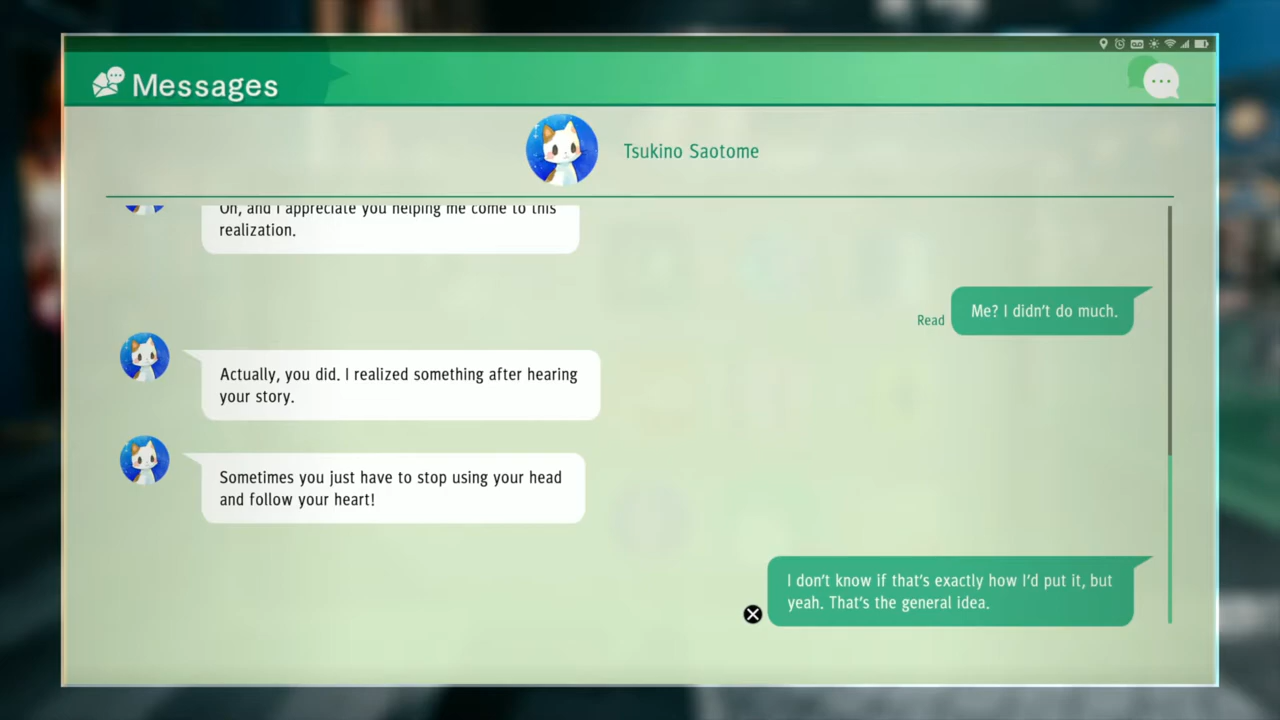 Messages
Tsukino Saotome
Oh, and I appreciate you helping me come to this
realization.
Me? I didn't do much.
Read
Actually, you did. I realized something after hearing
your story.
Sometimes you just have to stop using your head
and follow your heart!
I don't know if that's exactly how I'd put it, but
yeah. That's the general idea.